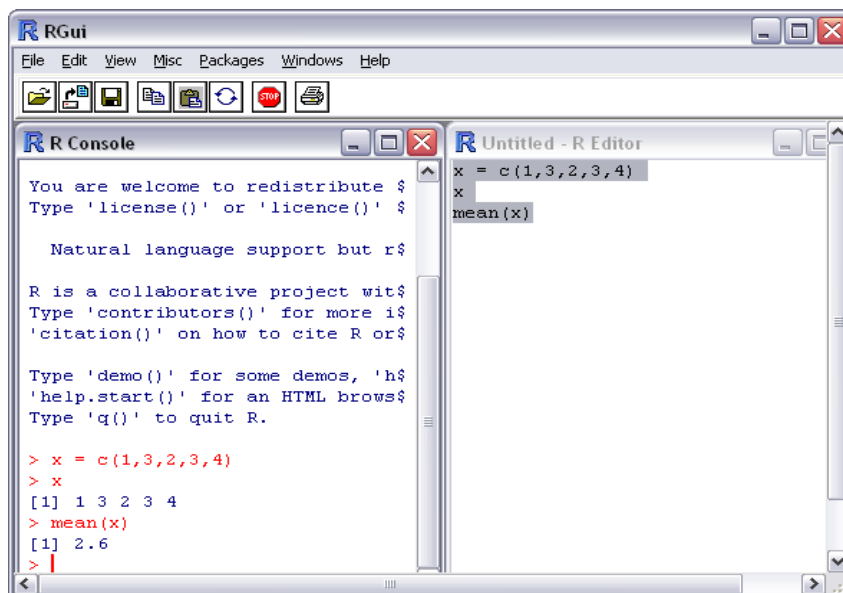 RGui
File Edit View Misc Packages Windows Help
STOP
R Console
You are welcome to redistribute $
Type 'license()' or 'licence()' $
Natural language support but r$
R is a collaborative project wit$
Type 'contributors()' for more i$
'citation()' on how to cite R or$
Type 'demo()' for some demos, 'h$
'help.start()' for an HTML brows$
Type 'q()' to quit R.
> x = c(1,3,2,3,4)
> x
[1] 1 3 2 3 4
> mean(x)
[1] 2.6
>
Untitled - R Editor
x = c(1,3,2,3,4)
x
mean(x)